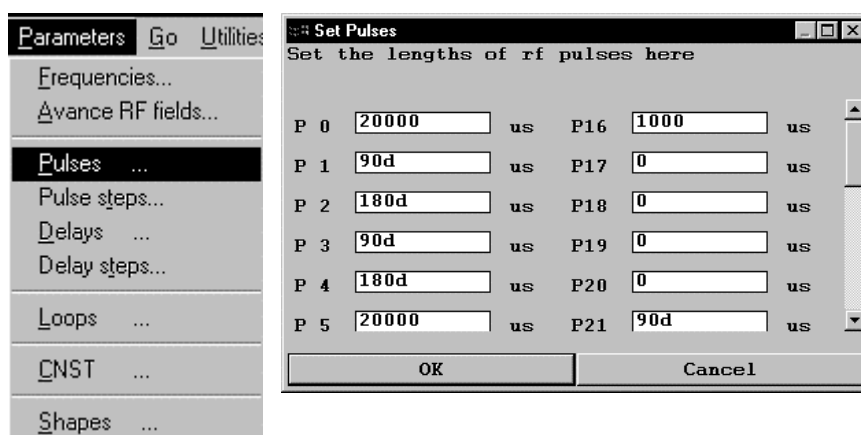 Parameters Go Utilities
Frequencies...
Avance RF fields...
Pulses ...
Pulse steps...
Delays ...
Delay steps...
Loops ...
CNST ...
Shapes ...
Set Pulses
Set the lengths of rf pulses here
P 0 20000 us P16 1000 us
P 1 90d us P17 0 us
P 2 180d us P18 0 us
P 3 90d us P19 0 us
P 4 180d us P20 0 us
P 5 20000 us P21 90d us
OK Cancel